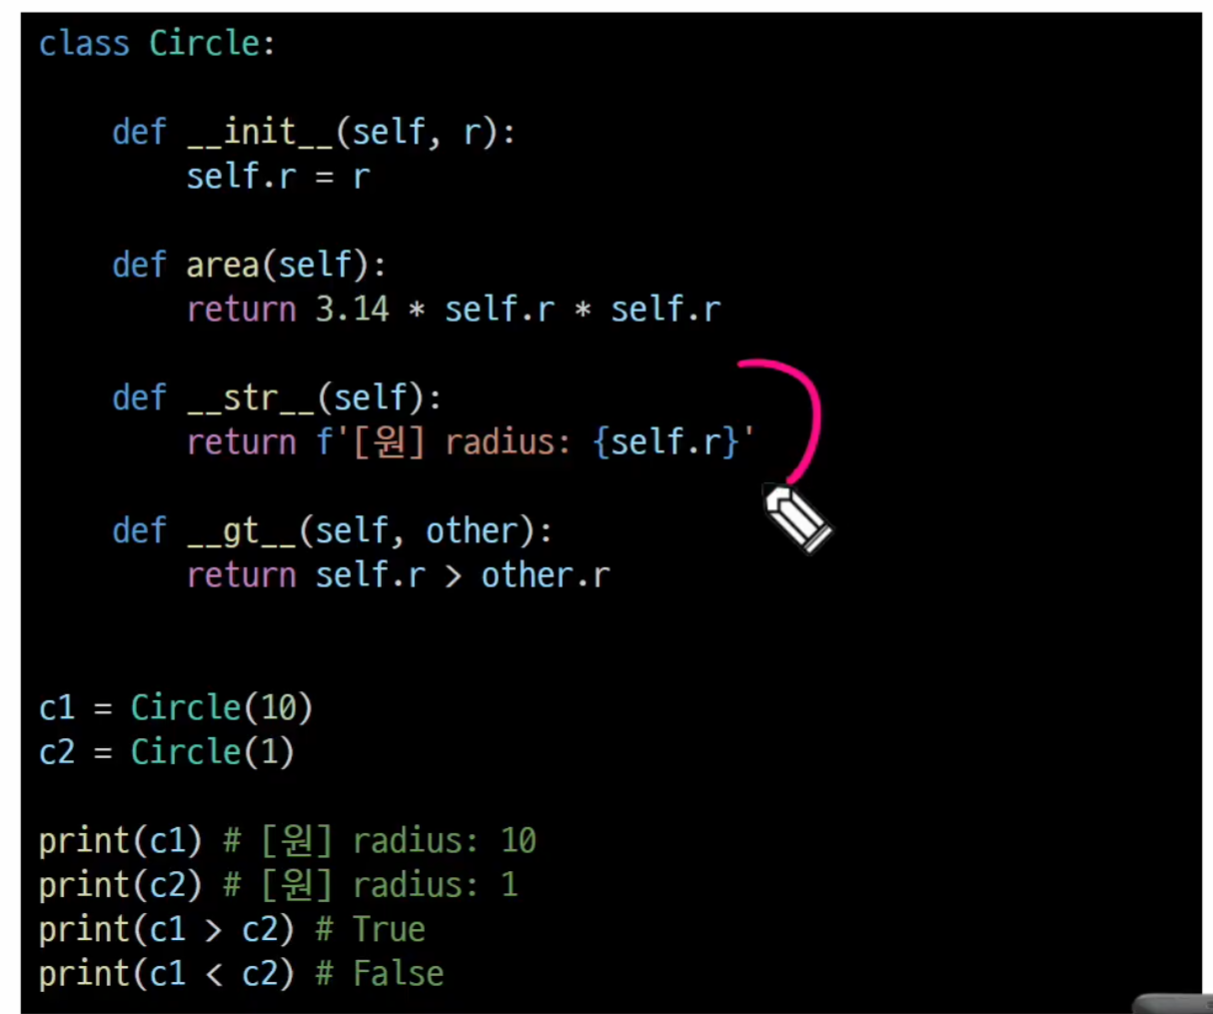 class Circle:
    def __init__(self, r):
        self.r = r
    def area(self):
        return 3.14 * self.r * self.r
    def __str__(self):
        return f'[원] radius: {self.r}'
    def __gt__(self, other):
        return self.r > other.r
c1 = Circle(10)
c2 = Circle(1)
print(c1) # [원] radius: 10
print(c2) # [원] radius: 1
print(c1 > c2) # True
print(c1 < c2) # False